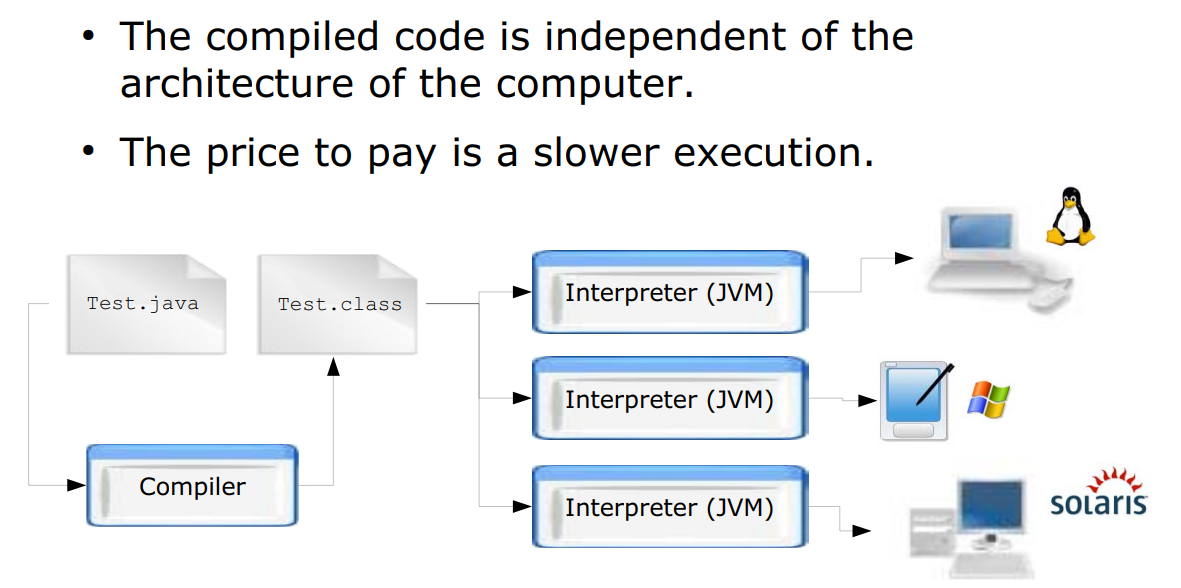 • The compiled code is independent of the
architecture of the computer.
• The price to pay is a slower execution.
Test.java
Test.class
Compiler
Interpreter (JVM)
Interpreter (JVM)
Interpreter (JVM)
solaris